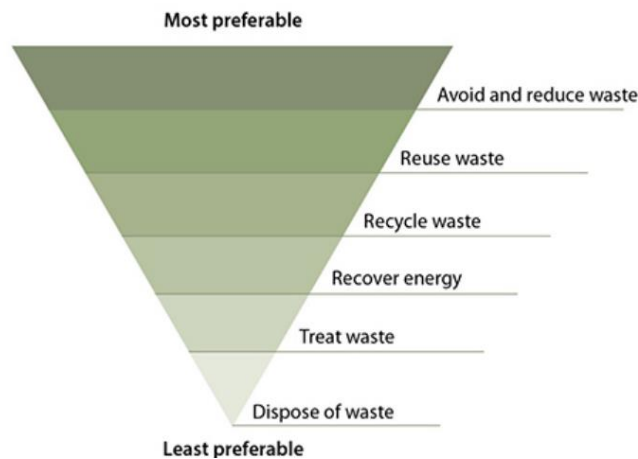 Most preferable
Avoid and reduce waste
Reuse waste
Recycle waste
Recover energy
Treat waste
Dispose of waste
Least preferable